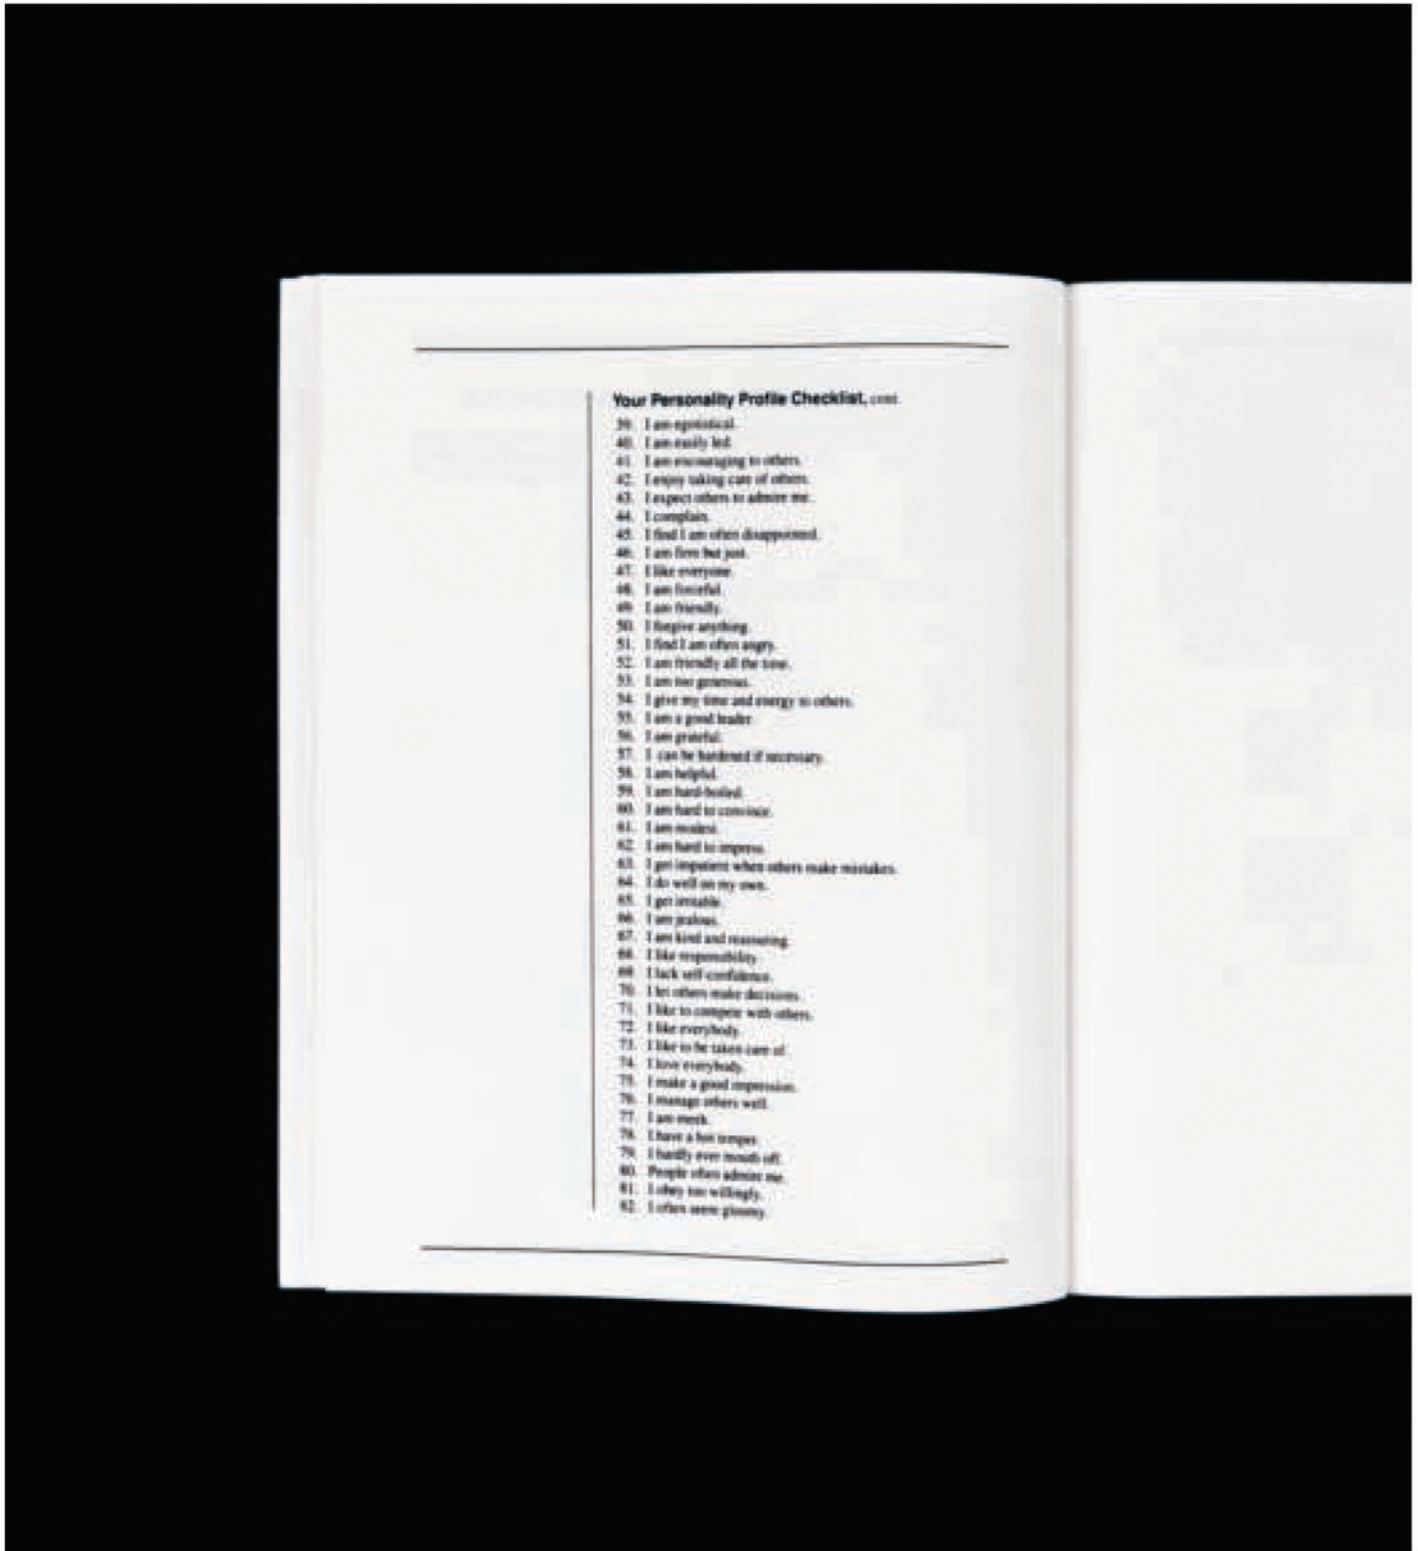 Your Personality Profile Checklist, cont.
39. I am egotistical.
40. I am easily led.
41. I am encouraging to others.
42. I enjoy taking care of others.
43. I expect others to admire me.
44. I complain.
45. I find I am often disappointed.
46. I am firm but just.
47. I like everyone.
48. I am forceful.
49. I am friendly.
50. I forgive anything.
51. I find I am often angry.
52. I am friendly all the time.
53. I am too generous.
54. I give my time and energy to others.
55. I am a good leader.
56. I am grateful.
57. I can be hardened if necessary.
58. I am helpful.
59. I am hard-boiled.
60. I am hard to convince.
61. I am modest.
62. I am hard to impress.
63. I get impatient when others make mistakes.
64. I do well on my own.
65. I get irritable.
66. I am jealous.
67. I am kind and reassuring.
68. I like responsibility.
69. I lack self-confidence.
70. I let others make decisions.
71. I like to compete with others.
72. I like everybody.
73. I like to be taken care of.
74. I love everybody.
75. I make a good impression.
76. I manage others well.
77. I am meek.
78. I have a hot temper.
79. I hardly ever mouth off.
80. People often admire me.
81. I obey too willingly.
82. I often seem gloomy.